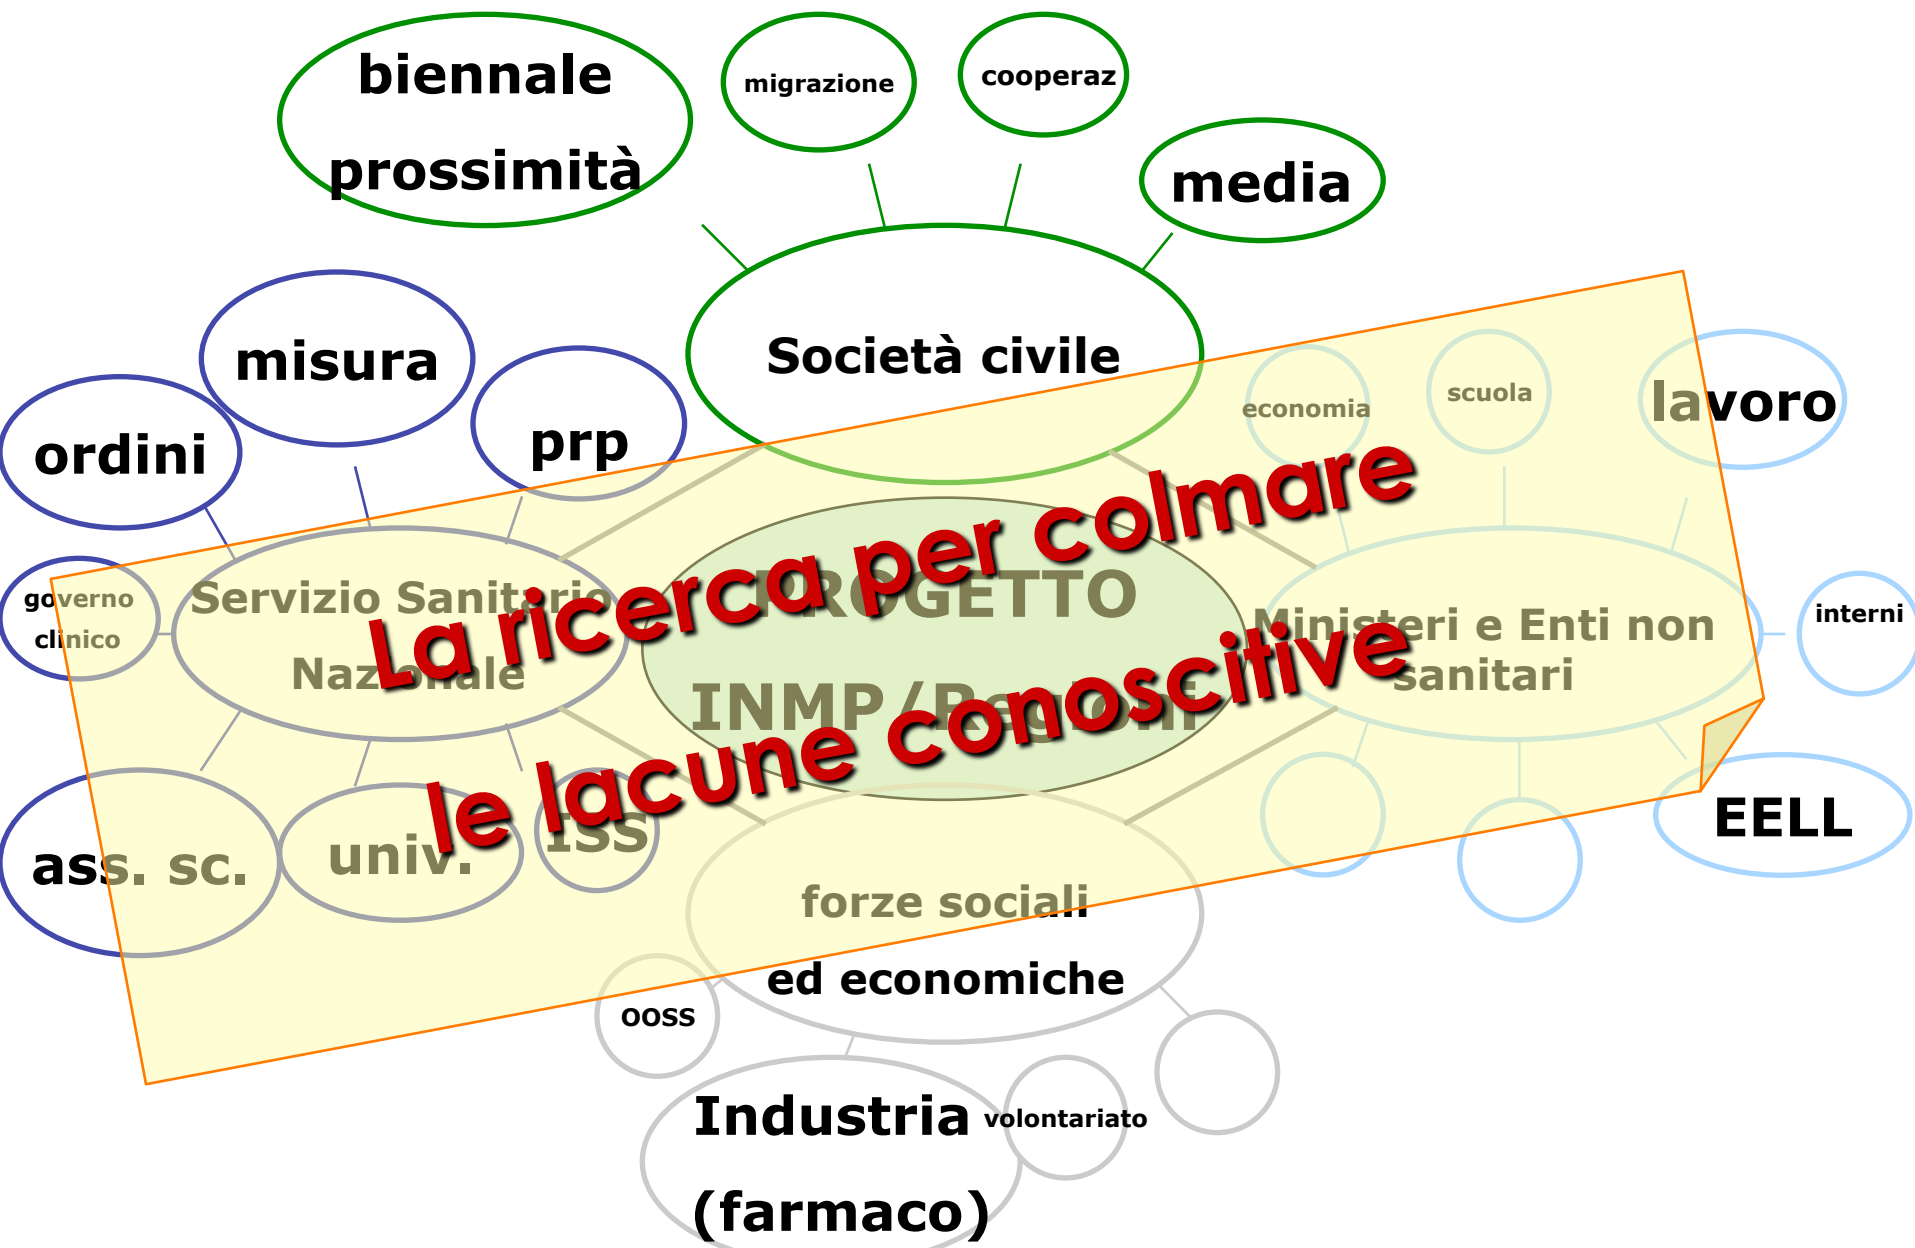 biennale
prossimità
migrazione
cooperaz
media
misura
ordini
prp
Società civile
economia
scuola
lavoro
governo
clinico
Servizio Sanitario
Nazionale
PROGETTO
INMP/Regioni
Ministeri e Enti non
sanitari
interni
La ricerca per colmare
le lacune conoscitive
ass. sc.
univ.
ISS
EELL
forze sociali
ed economiche
OOSS
Industria
(farmaco)
volontariato